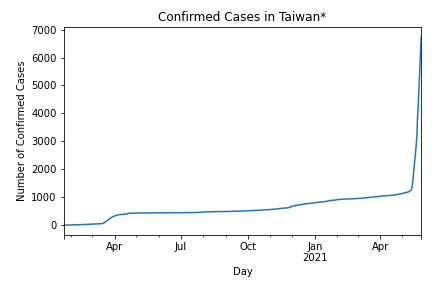 Confirmed Cases in Taiwan*
Number of Confirmed Cases
7000
6000
5000
4000
3000
2000
1000
0
Apr Jul Oct Jan Apr
2021
Day